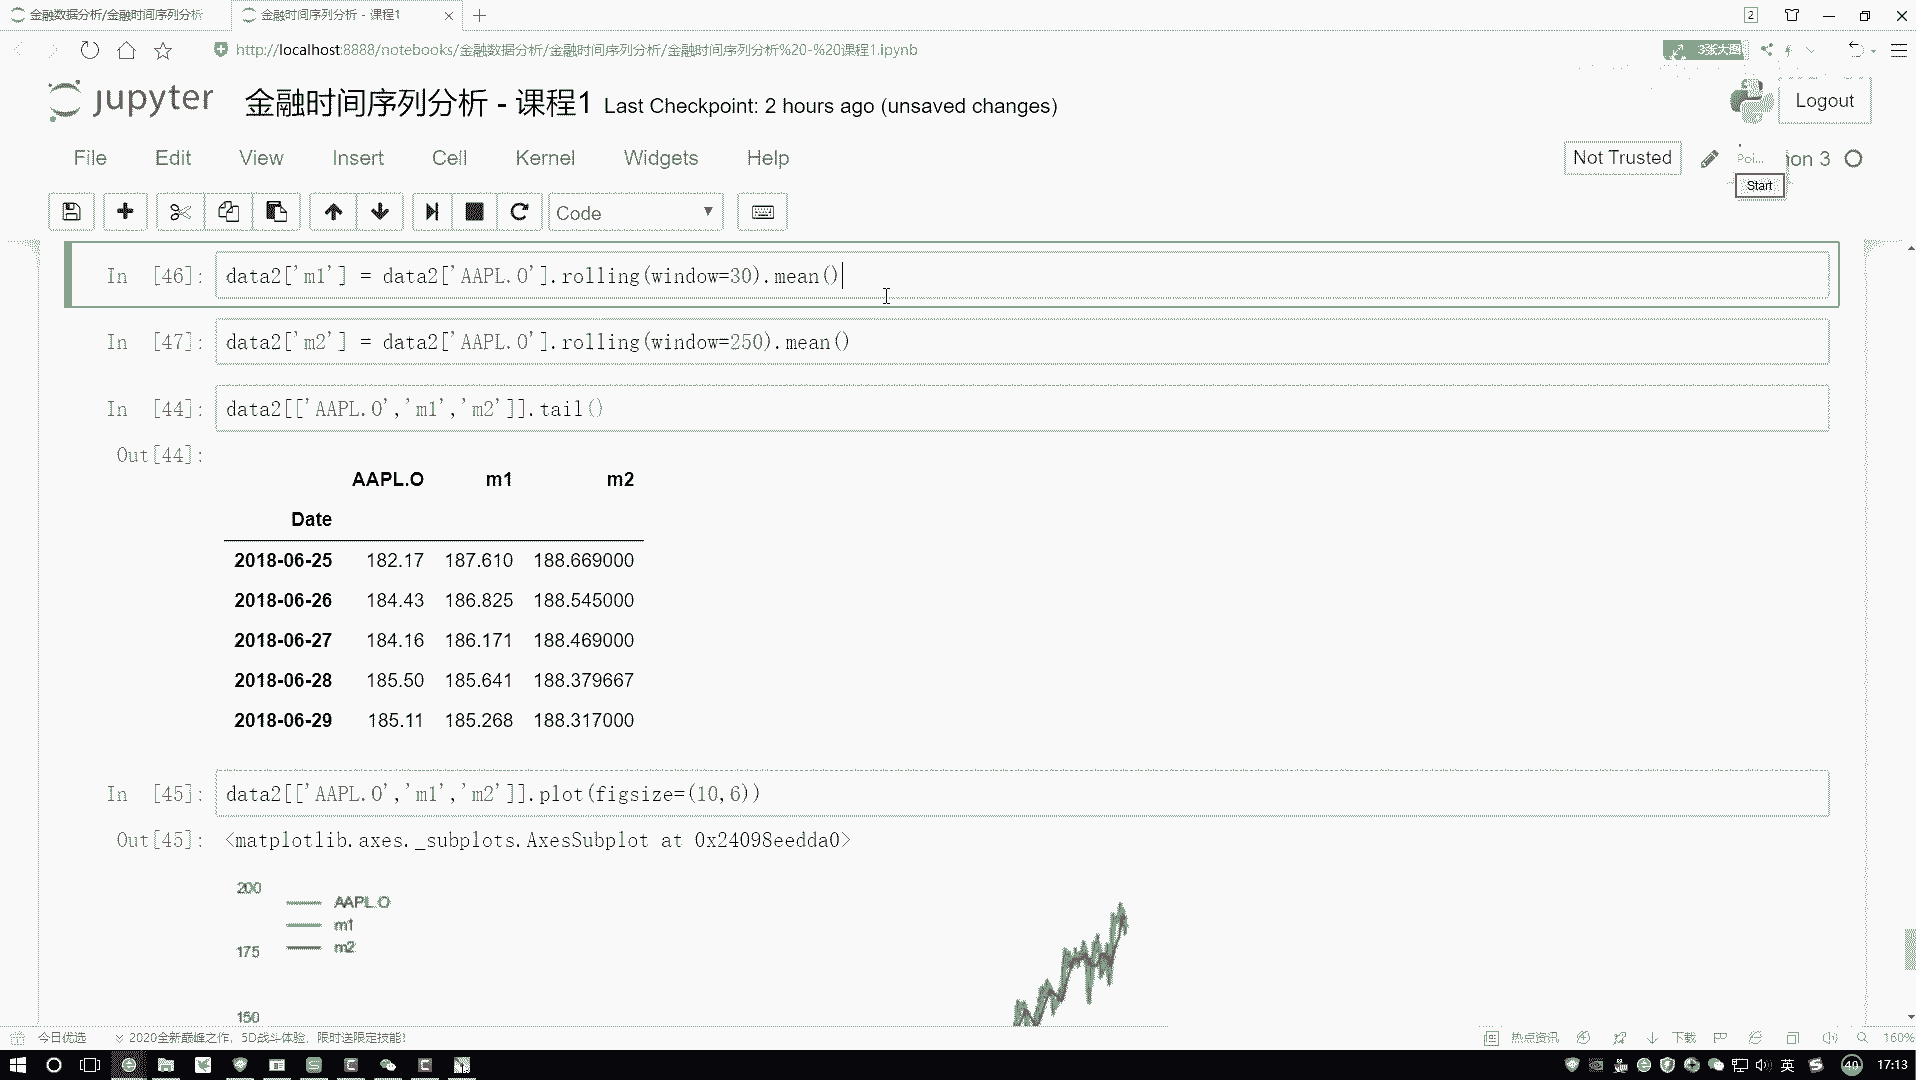 金融数据分析/金融时间序列分析
金融时间序列分析 - 课程1
2
http://localhost:8888/notebooks/金融数据分析/金融时间序列分析/金融时间序列分析%20-%20课程1.ipynb
3张大图
jupyter
金融时间序列分析 - 课程1
Last Checkpoint: 2 hours ago (unsaved changes)
Logout
File
Edit
View
Insert
Cell
Kernel
Widgets
Help
Not Trusted
Poi...
on 3
Start
Code
In [46]: data2['m1'] = data2['AAPL.O'].rolling(window=30).mean()
In [47]: data2['m2'] = data2['AAPL.O'].rolling(window=250).mean()
In [44]: data2[['AAPL.O','m1','m2']].tail()
Out[44]:
AAPL.O m1 m2
Date
2018-06-25 182.17 187.610 188.669000
2018-06-26 184.43 186.825 188.545000
2018-06-27 184.16 186.171 188.469000
2018-06-28 185.50 185.641 188.379667
2018-06-29 185.11 185.268 188.317000
In [45]: data2[['AAPL.O','m1','m2']].plot(figsize=(10,6))
Out[45]: <matplotlib.axes._subplots.AxesSubplot at 0x24098eedda0>
200
AAPL.O
m1
m2
175
150
今日优选
2020全新巅峰之作，5D战斗体验，限时送限定技能!
热点资讯
下载
160%
英
40
17:13